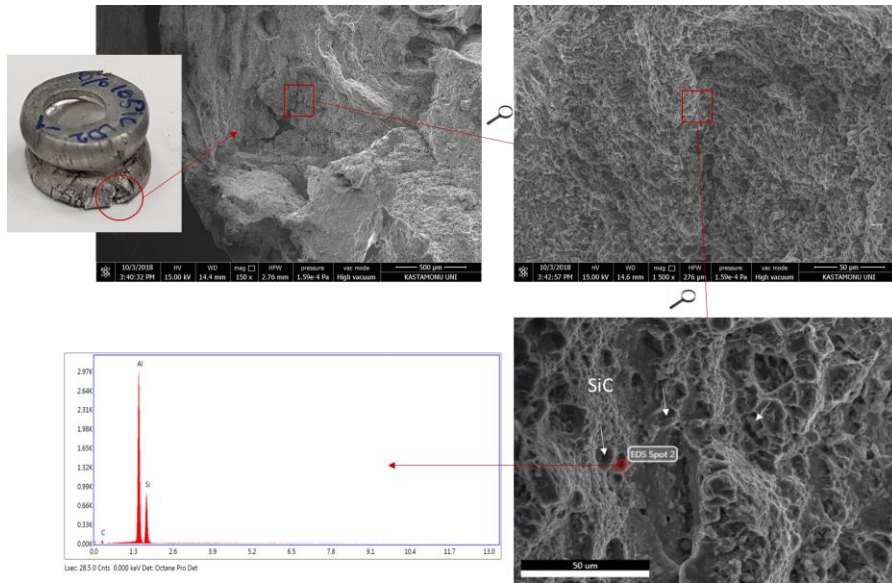 %10SiC LD2 -1
10/3/2018 HV WD mag HFW pressure vac mode 500 µm
3:40:32 PM 15.00 kV 14.4 mm 150 x 2.76 mm 1.59e-4 Pa High vacuum KASTAMONU UNI
10/3/2018 HV WD mag HFW pressure vac mode 50 µm
3:42:57 PM 15.00 kV 14.6 mm 1 500 x 276 µm 1.59e-4 Pa High vacuum KASTAMONU UNI
Al
2.97K
2.64K
2.31K
1.98K
1.65K
1.32K
0.99K
0.66K
0.33K
0.00K
Si
C
0.0 1.3 2.6 3.9 5.2 6.5 7.8 9.1 10.4 11.7 13.0
Lsec: 28.5 0 Cnts 0.000 keV Det: Octane Pro Det
SiC
EDS Spot 2
50 µm